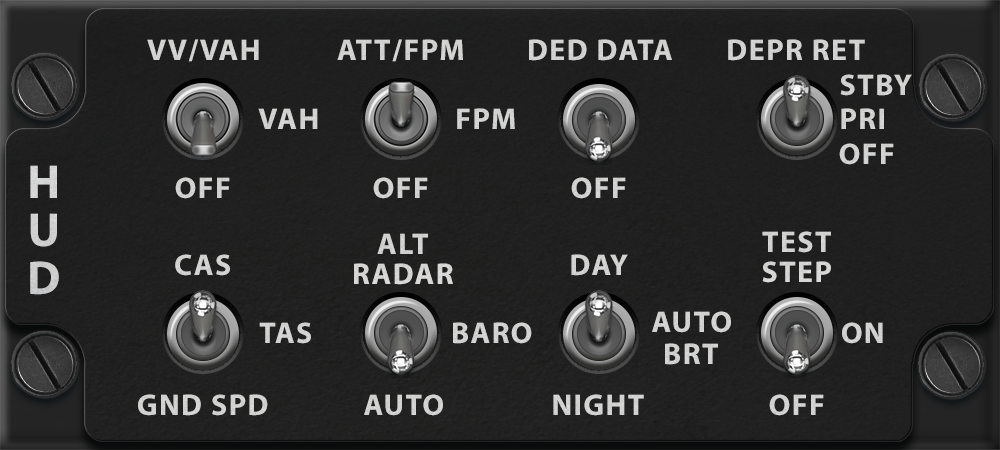 VV/VAH
ATT/FPM
DED DATA
DEPR RET
VAH
FPM
STBY
PRI
OFF
OFF
OFF
OFF
HUD
CAS
ALT
RADAR
DAY
TEST
STEP
TAS
BARO
AUTO
BRT
ON
GND SPD
AUTO
NIGHT
OFF